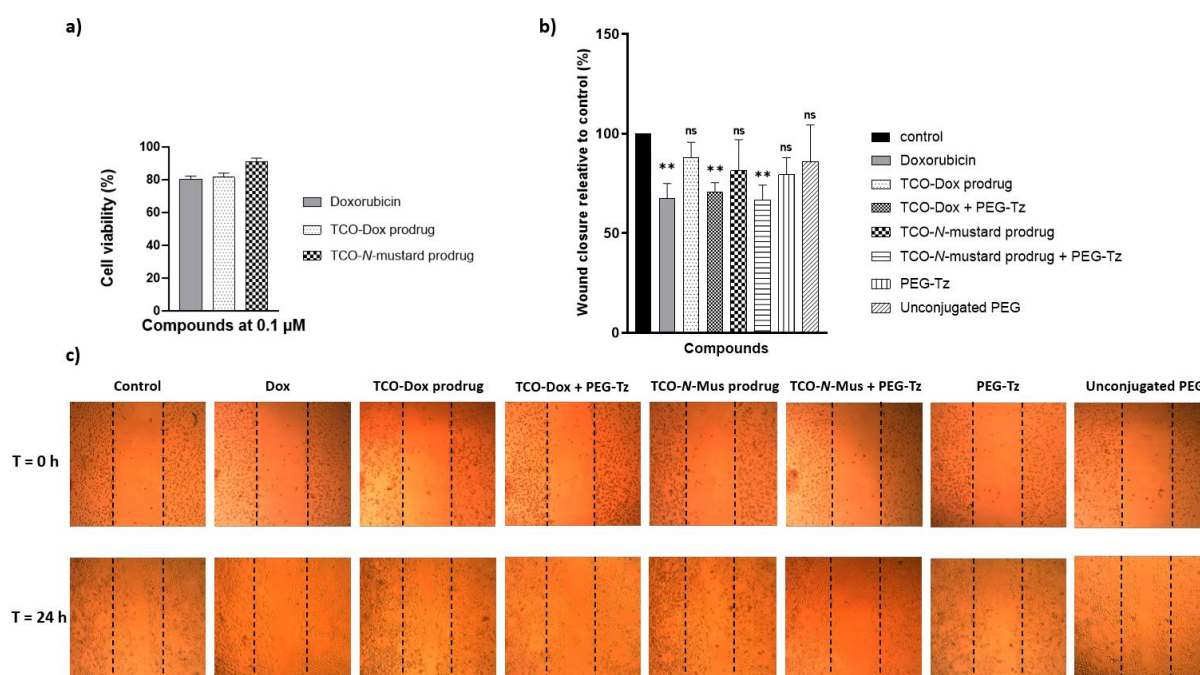 a)
Cell viability (%)
100
80
60
40
20
0
Compounds at 0.1 µM
Doxorubicin
TCO-Dox prodrug
TCO-N-mustard prodrug
b)
Wound closure releative to control (%)
150
100
50
0
**
ns
**
ns
**
ns
ns
Compounds
control
Doxorubicin
TCO-Dox prodrug
TCO-Dox + PEG-Tz
TCO-N-mustard prodrug
TCO-N-mustard prodrug + PEG-Tz
PEG-Tz
Unconjugated PEG
c)
Control Dox TCO-Dox prodrug TCO-Dox + PEG-Tz TCO-N-Mus prodrug TCO-N-Mus + PEG-Tz PEG-Tz Unconjugated PEG
T = 0 h
T = 24 h